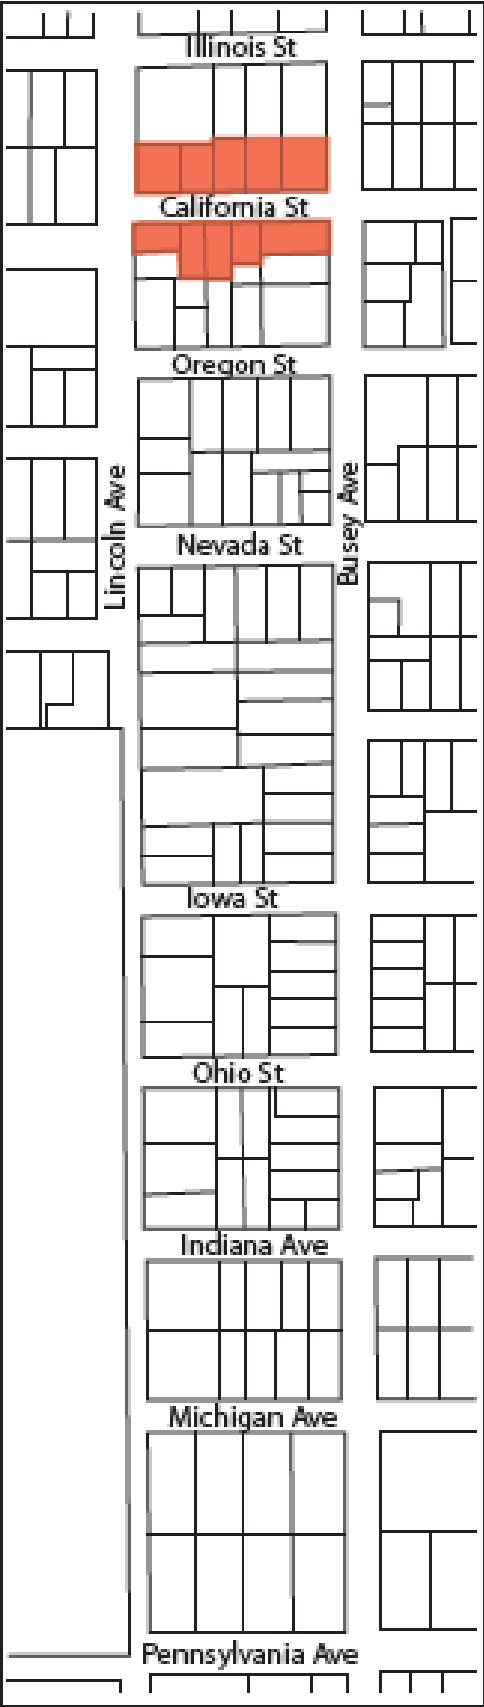 Illinois St
California St
Oregon St
Lincoln Ave
Busey Ave
Nevada St
Iowa St
Ohio St
Indiana Ave
Michigan Ave
Pennsylvania Ave